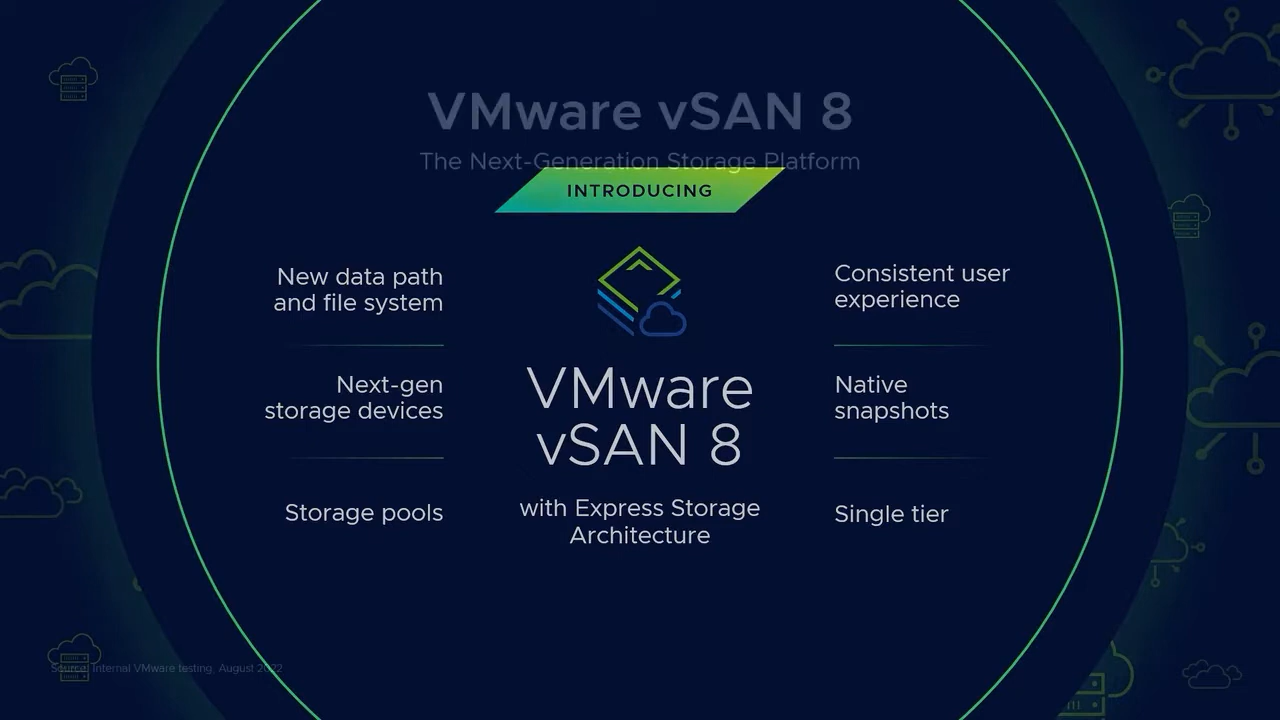 VMware vSAN 8
The Next-Generation Storage Platform
INTRODUCING
New data path
and file system
Next-gen
storage devices
Storage pools
VMware
vSAN 8
with Express Storage
Architecture
Consistent user
experience
Native
snapshots
Single tier
Source: Internal VMware testing, August 2022